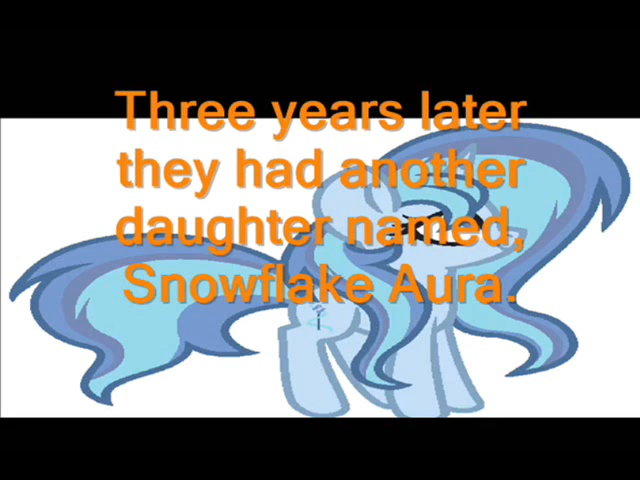 Three years later
they had another
daughter named,
Snowflake Aura.